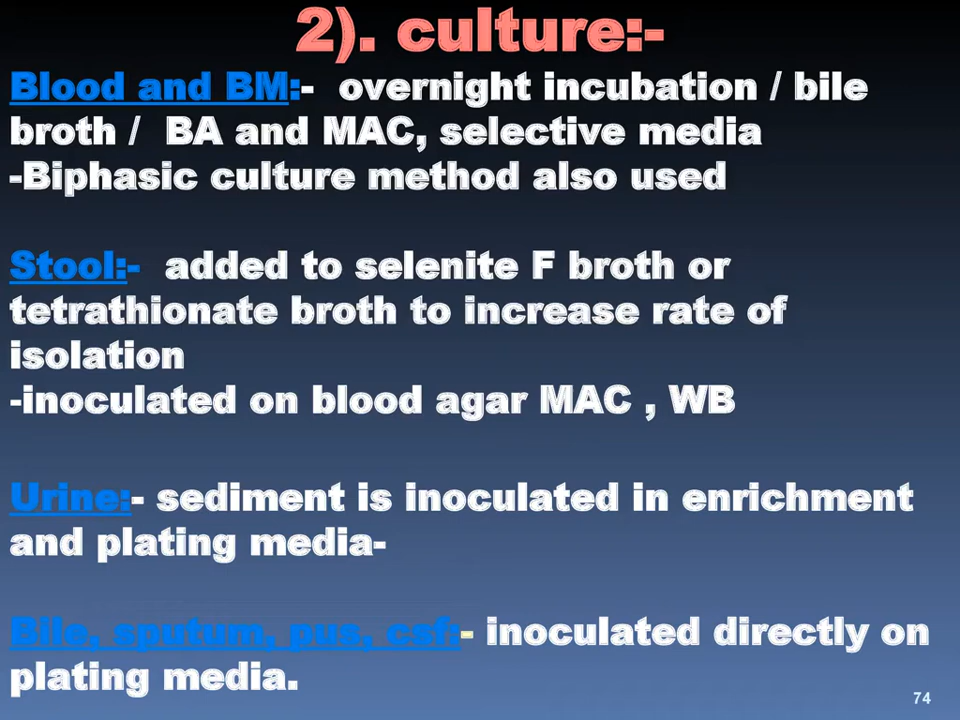 2). culture:-
Blood and BM:- overnight incubation / bile
broth / BA and MAC, selective media
-Biphasic culture method also used
Stool:- added to selenite F broth or
tetrathionate broth to increase rate of
isolation
-inoculated on blood agar MAC , WB
Urine:- sediment is inoculated in enrichment
and plating media-
Bile, sputum, pus, csf:- inoculated directly on
plating media.
74